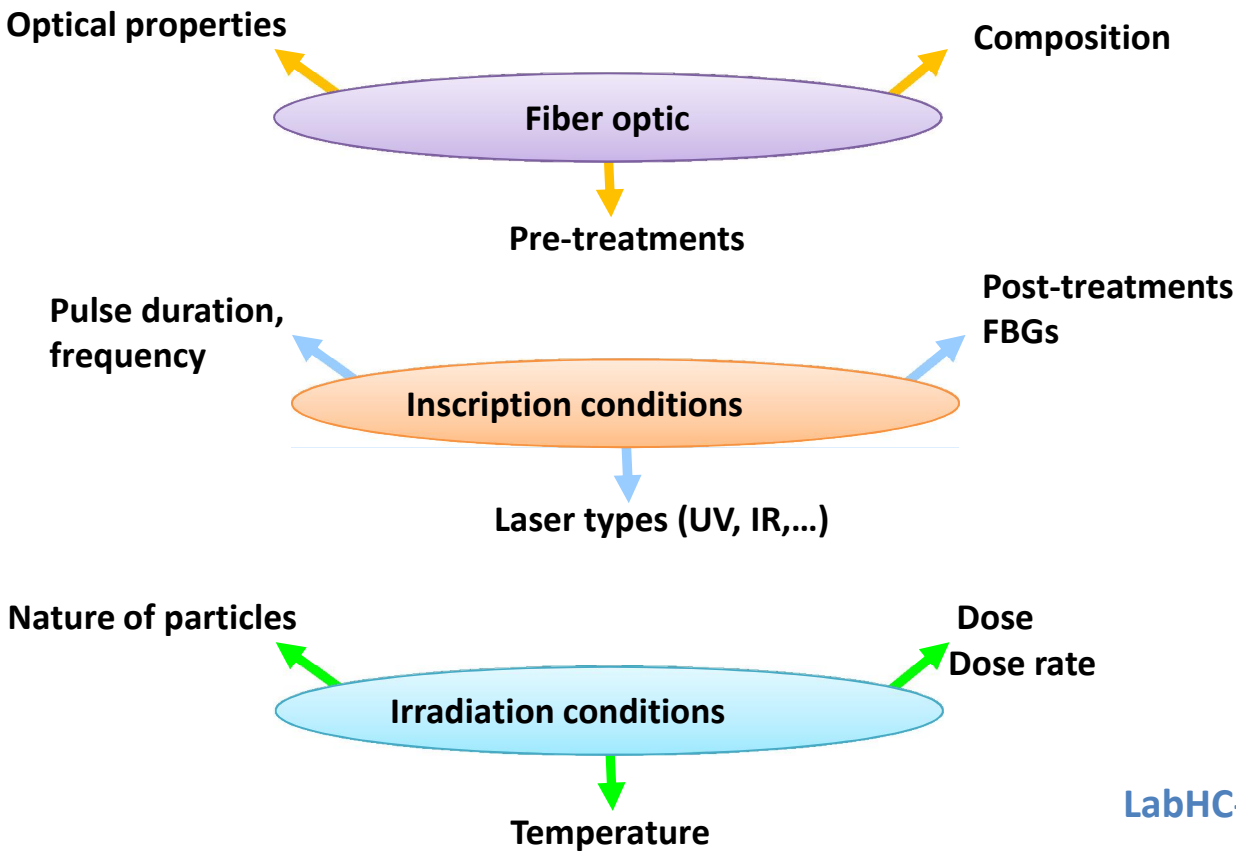 Optical properties
Composition
Fiber optic
Pre-treatments
Pulse duration,
frequency
Post-treatments
FBGs
Inscription conditions
Laser types (UV, IR,...)
Nature of particles
Dose
Dose rate
Irradiation conditions
Temperature
LabHC-